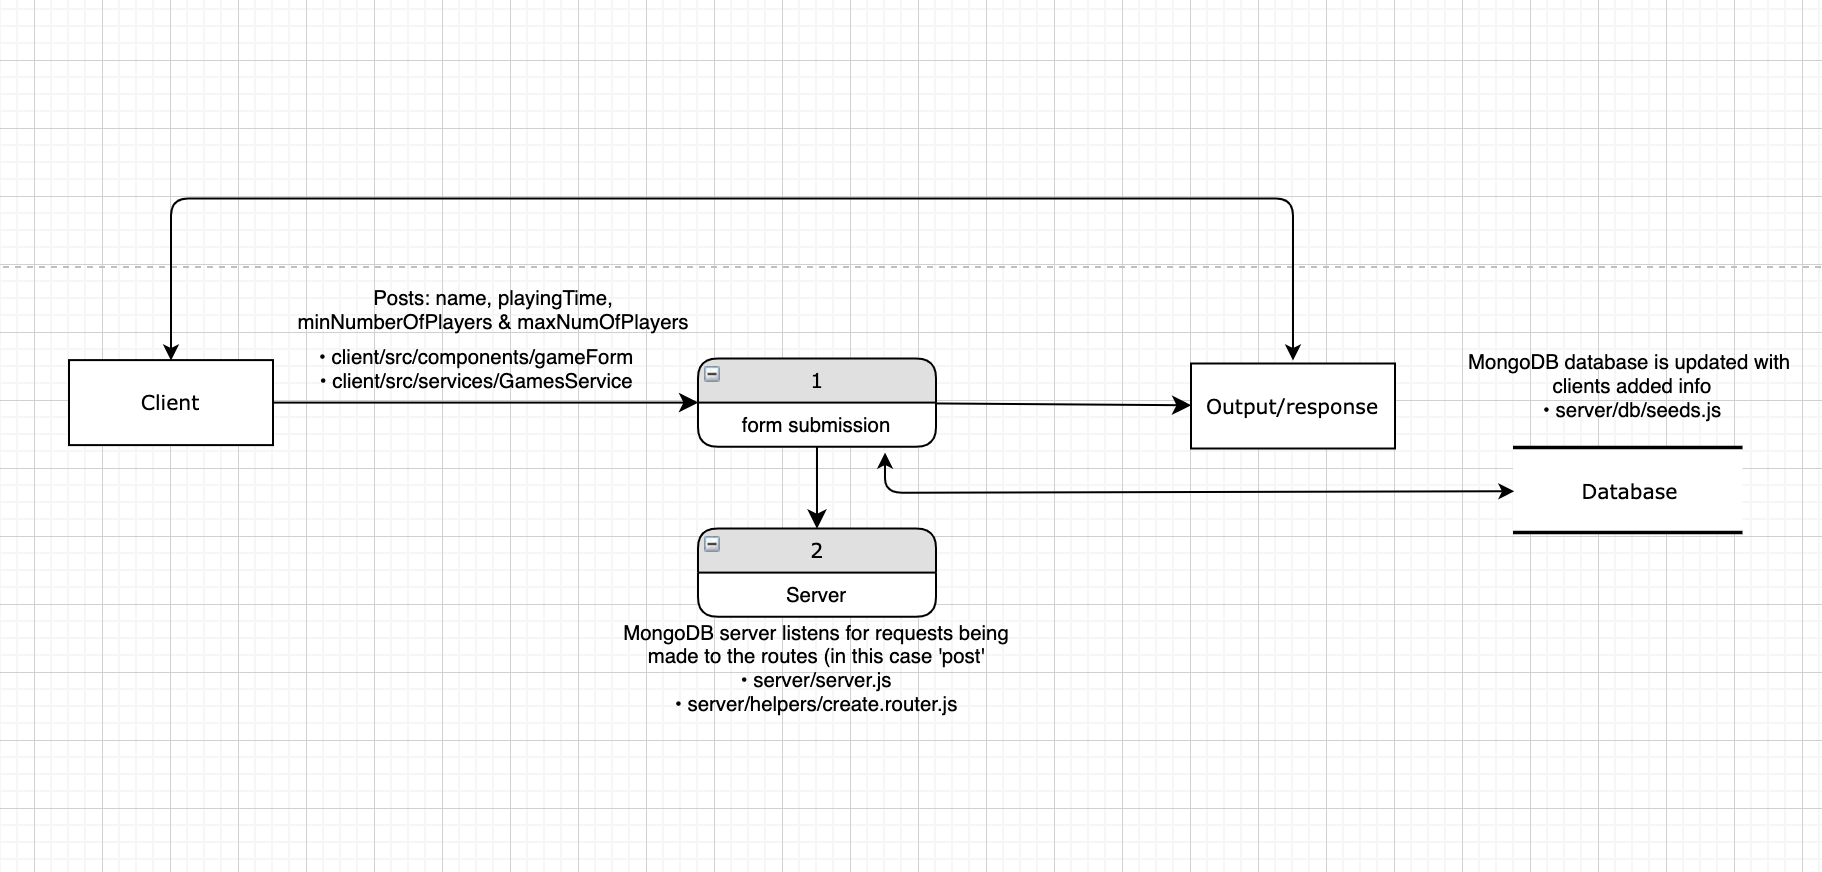 Posts: name, playingTime,
minNumberOfPlayers & maxNumOfPlayers
• client/src/components/gameForm
• client/src/services/GamesService
Client
1
form submission
Output/response
MongoDB database is updated with
clients added info
• server/db/seeds.js
Database
2
Server
MongoDB server listens for requests being
made to the routes (in this case 'post'
• server/server.js
• server/helpers/create.router.js